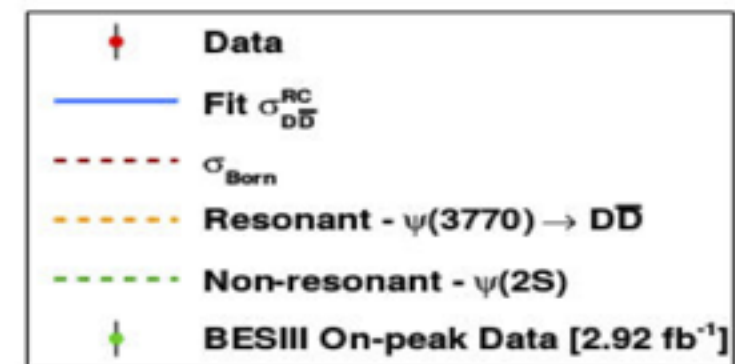 Data
Fit σ^RC_DD̅
σ_Born
Resonant - ψ(3770) → DD̅
Non-resonant - ψ(2S)
BESIII On-peak Data [2.92 fb⁻¹]